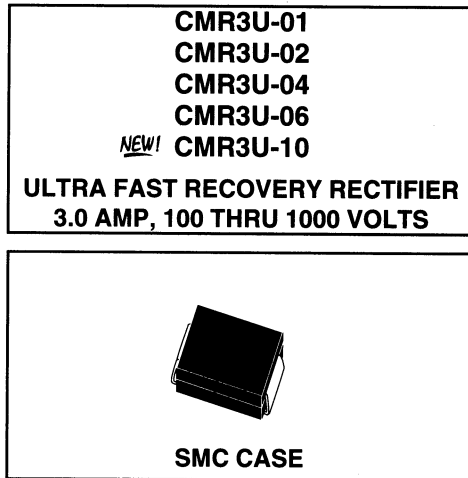 CMR3U-01
CMR3U-02
CMR3U-04
CMR3U-06
NEW! CMR3U-10
ULTRA FAST RECOVERY RECTIFIER
3.0 AMP, 100 THRU 1000 VOLTS
SMC CASE